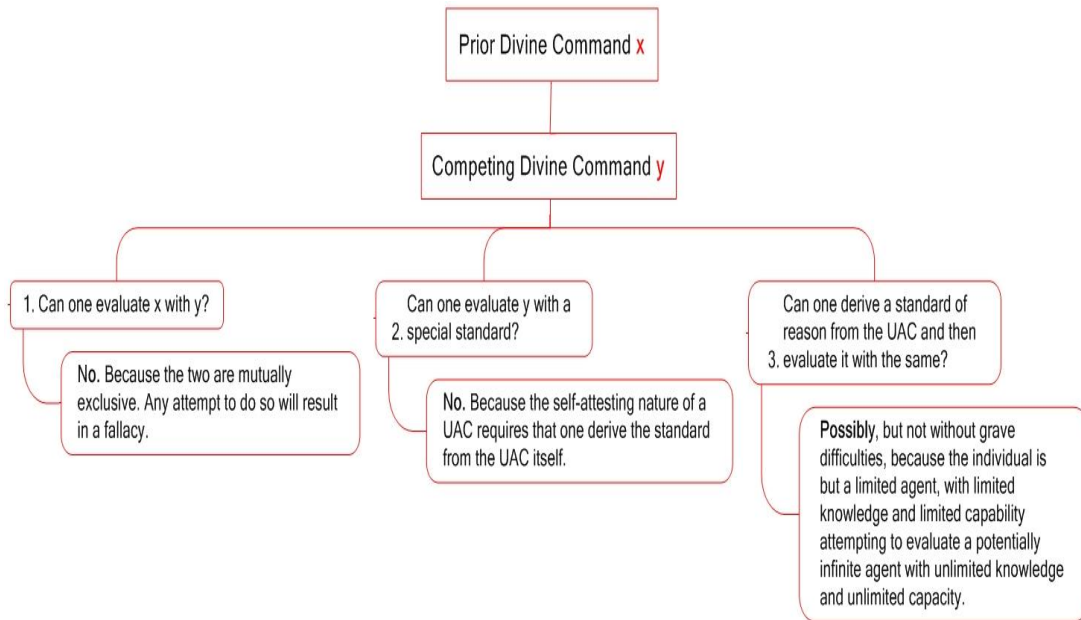 Prior Divine Command x
Competing Divine Command y
1. Can one evaluate x with y?
No. Because the two are mutually
exclusive. Any attempt to do so will result
in a fallacy.
Can one evaluate y with a
2. special standard?
No. Because the self-attesting nature of a
UAC requires that one derive the standard
from the UAC itself.
Can one derive a standard of
reason from the UAC and then
3. evaluate it with the same?
Possibly, but not without grave
difficulties, because the individual is
but a limited agent, with limited
knowledge and limited capability
attempting to evaluate a potentially
infinite agent with unlimited knowledge
and unlimited capacity.